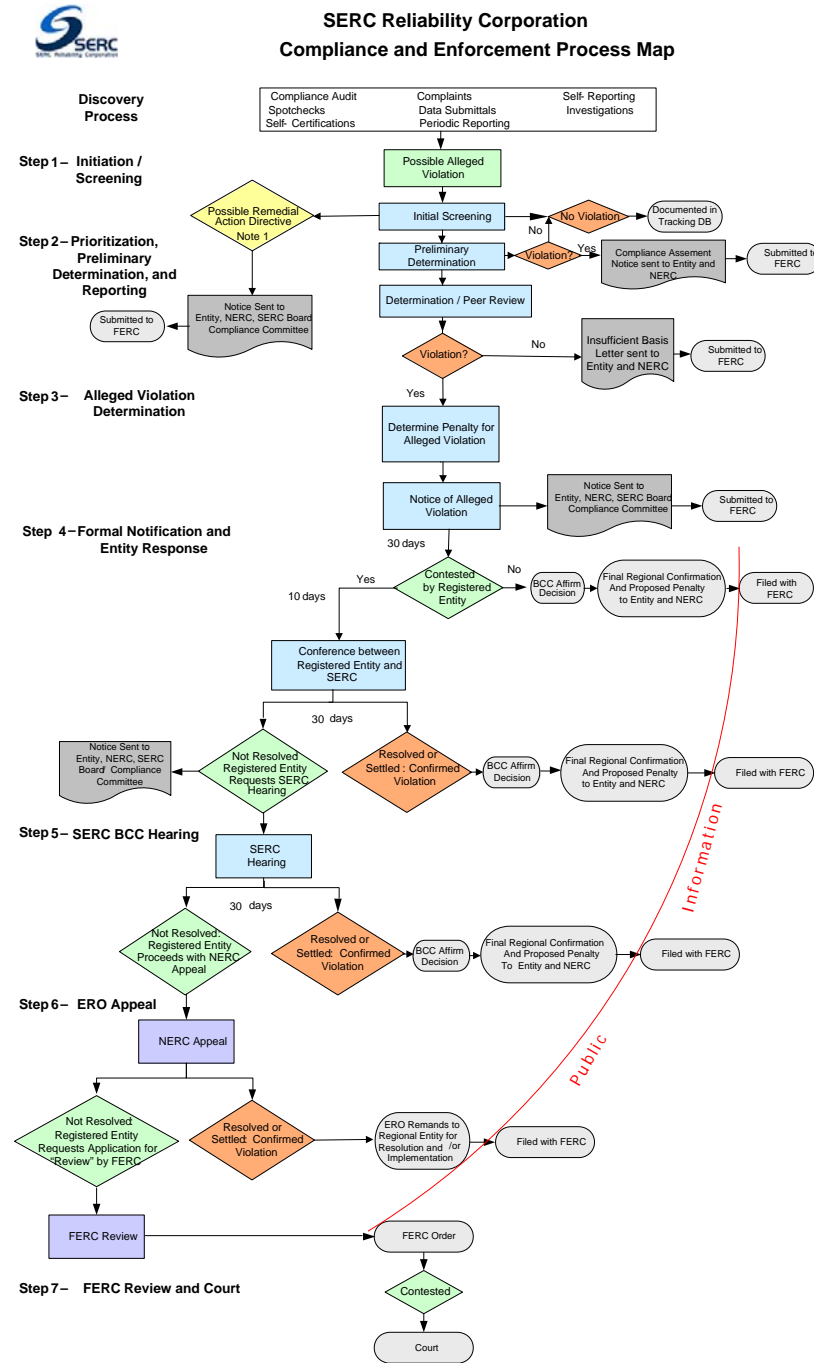 SERC
SERC Reliability Corporation
SERC Reliability Corporation
Compliance and Enforcement Process Map
Discovery
Process
Compliance Audit
Complaints
Self- Reporting
Spotchecks
Data Submittals
Investigations
Self- Certifications
Periodic Reporting
Step 1 – Initiation /
Screening
Possible Alleged
Violation
Possible Remedial
Action Directive
Note 1
Initial Screening
No Violation
Documented in
Tracking DB
No
Step 2 – Prioritization,
Preliminary
Determination, and
Reporting
Preliminary
Determination
Violation?
Yes
Compliance Assement
Notice sent to Entity and
NERC
Submitted to
FERC
Determination / Peer Review
Submitted to
FERC
Notice Sent to
Entity, NERC, SERC Board
Compliance Committee
Violation?
No
Insufficient Basis
Letter sent to
Entity and NERC
Submitted to
FERC
Yes
Step 3 – Alleged Violation
Determination
Determine Penalty for
Alleged Violation
Notice of Alleged
Violation
Notice Sent to
Entity, NERC, SERC Board
Compliance Committee
Submitted to
FERC
Step 4 – Formal Notification and
Entity Response
30 days
Contested
by Registered
Entity
Yes
No
10 days
BCC Affirm
Decision
Final Regional Confirmation
And Proposed Penalty
to Entity and NERC
Filed with
FERC
Conference between
Registered Entity and
SERC
30 days
Notice Sent to
Entity, NERC, SERC
Board/ Compliance
Committee
Not Resolved
Registered Entity
Requests SERC
Hearing
Resolved or
Settled : Confirmed
Violation
BCC Affirm
Decision
Final Regional Confirmation
And Proposed Penalty
to Entity and NERC
Filed with FERC
Step 5 – SERC BCC Hearing
SERC
Hearing
Information
30 days
Not Resolved:
Registered Entity
Proceeds with NERC
Appeal
Resolved or
Settled: Confirmed
Violation
BCC Affirm
Decision
Final Regional Confirmation
And Proposed Penalty
To Entity and NERC
Filed with FERC
Step 6 – ERO Appeal
NERC Appeal
Public
Not Resolved:
Registered Entity
Requests Application for
"Review" by FERC
Resolved or
Settled: Confirmed
Violation
ERO Remands to
Regional Entity for
Resolution and /or
Implementation
Filed with FERC
FERC Review
FERC Order
Step 7 – FERC Review and Court
Contested
Court